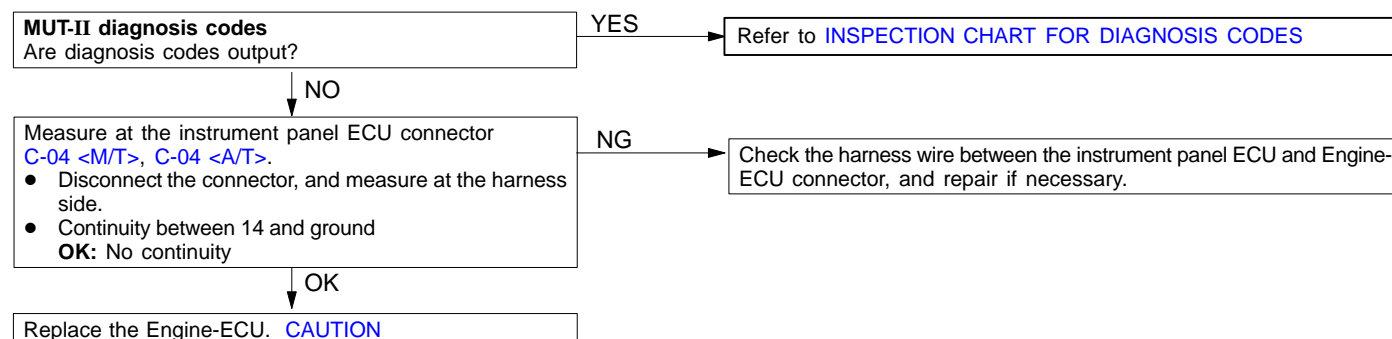 MUT-II diagnosis codes
Are diagnosis codes output?
YES
Refer to INSPECTION CHART FOR DIAGNOSIS CODES
NO
Measure at the instrument panel ECU connector
C-04 <M/T>, C-04 <A/T>.
● Disconnect the connector, and measure at the harness
side.
● Continuity between 14 and ground
OK: No continuity
NG
Check the harness wire between the instrument panel ECU and Engine-
ECU connector, and repair if necessary.
OK
Replace the Engine-ECU. CAUTION